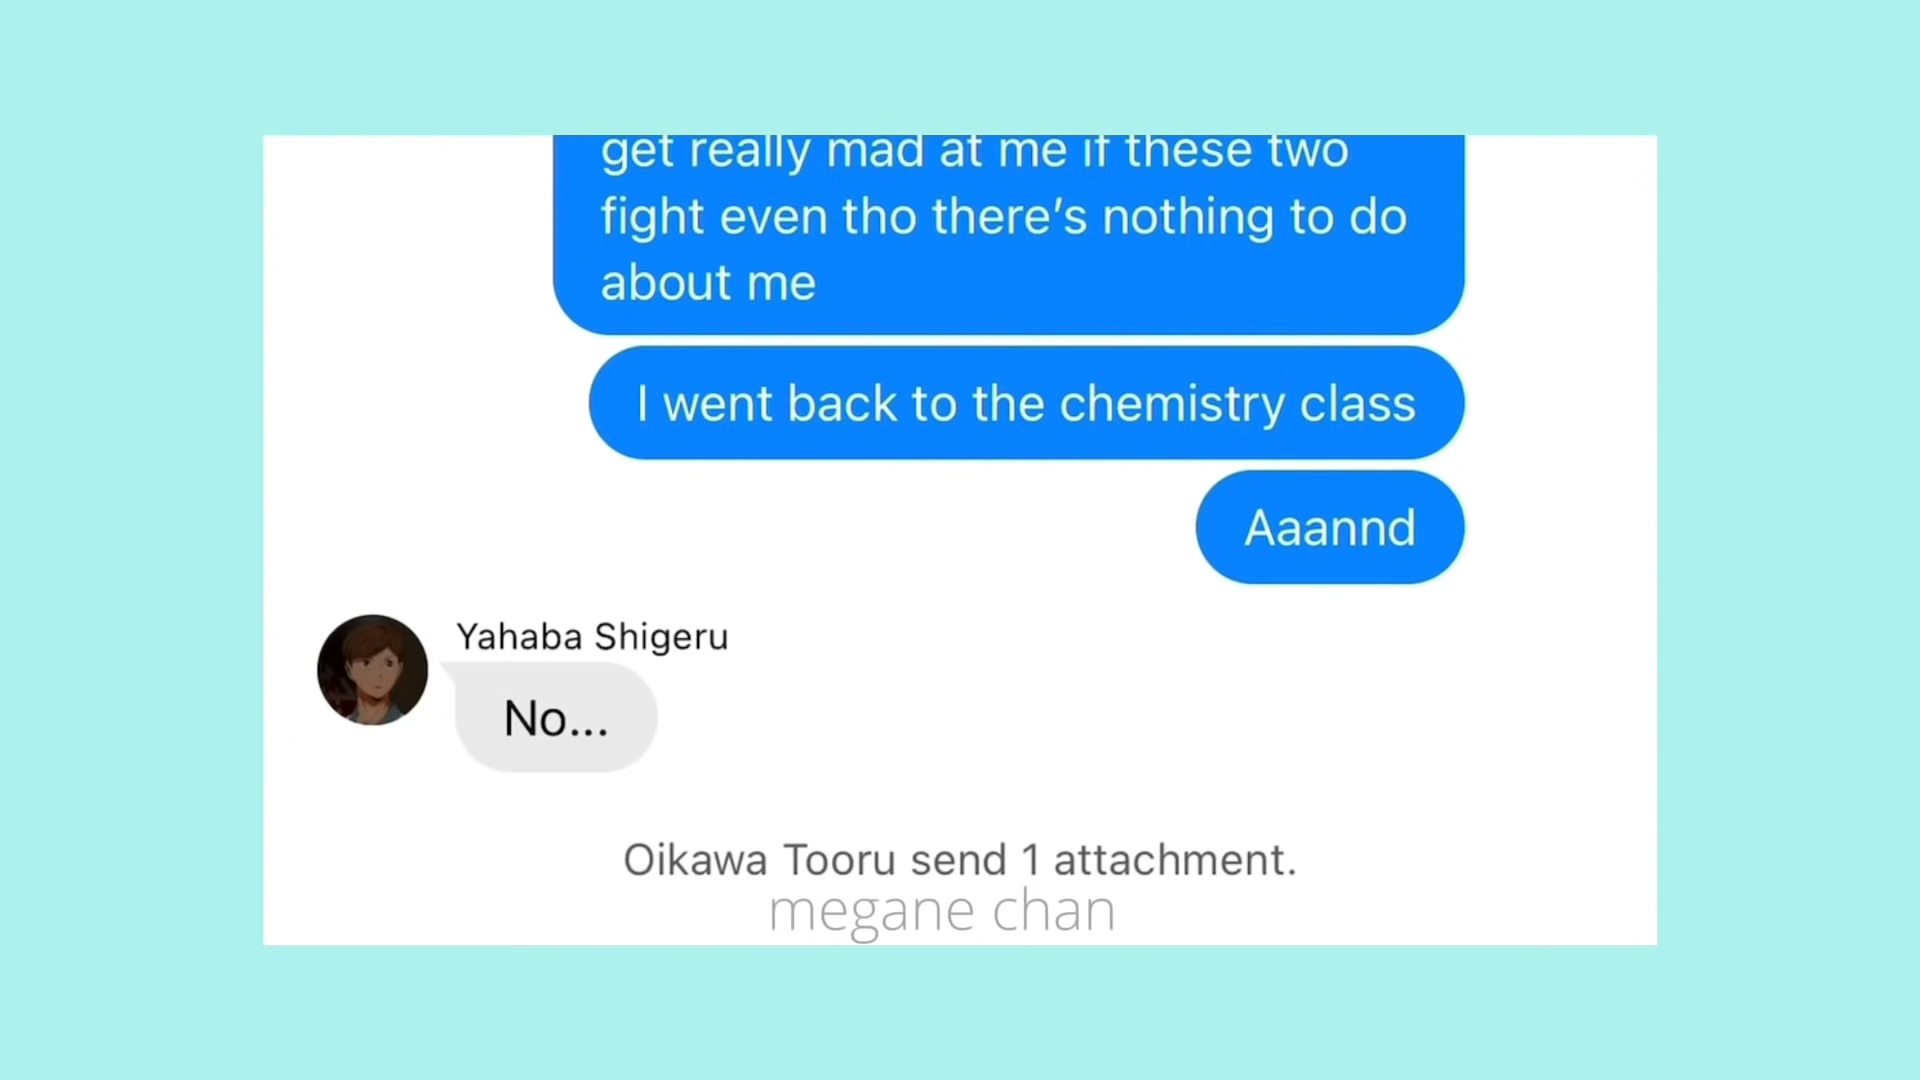 get really mad at me if these two
fight even tho there's nothing to do
about me
I went back to the chemistry class
Aaannd
Yahaba Shigeru
No...
Oikawa Tooru send 1 attachment.
megane chan